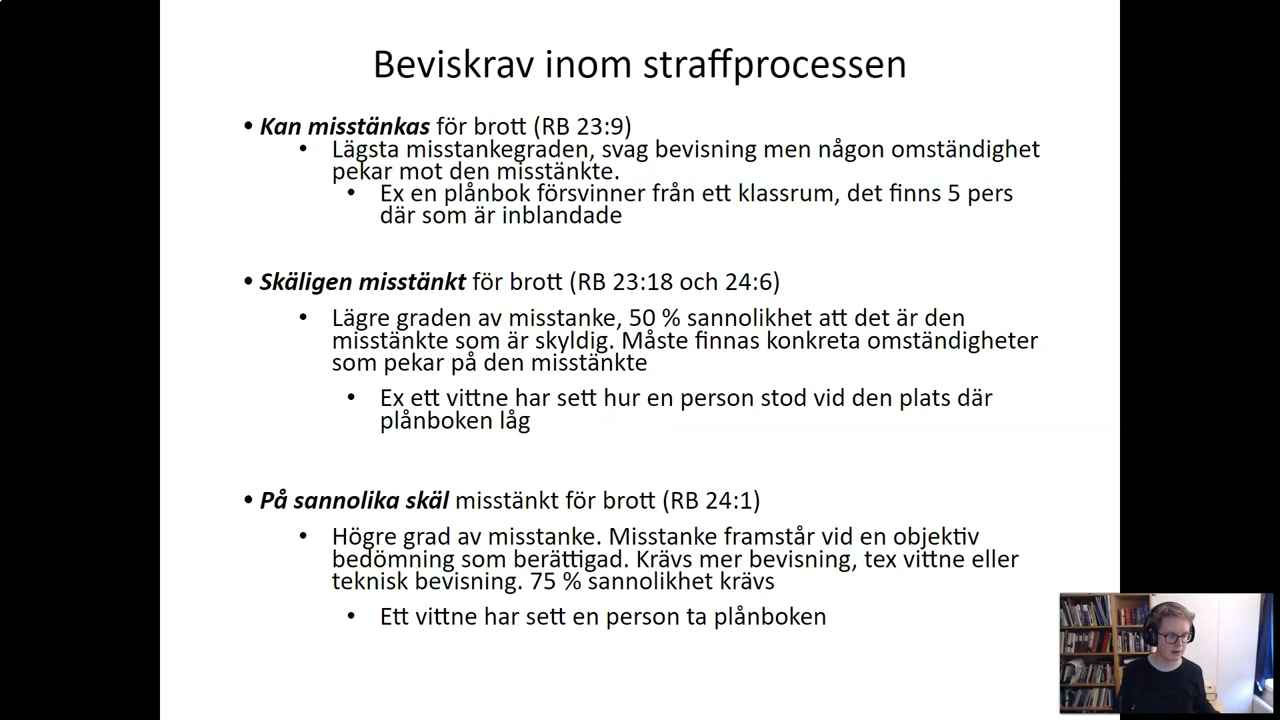 Beviskrav inom straffprocessen
• Kan misstänkas för brott (RB 23:9)
• Lägsta misstankegraden, svag bevisning men någon omständighet
pekar mot den misstänkte.
• Ex en plånbok försvinner från ett klassrum, det finns 5 pers
där som är inblandade
• Skäligen misstänkt för brott (RB 23:18 och 24:6)
• Lägre graden av misstanke, 50 % sannolikhet att det är den
misstänkte som är skyldig. Måste finnas konkreta omständigheter
som pekar på den misstänkte
• Ex ett vittne har sett hur en person stod vid den plats där
plånboken låg
• På sannolika skäl misstänkt för brott (RB 24:1)
• Högre grad av misstanke. Misstanke framstår vid en objektiv
bedömning som berättigad. Krävs mer bevisning, tex vittne eller
teknisk bevisning. 75 % sannolikhet krävs
• Ett vittne har sett en person ta plånboken